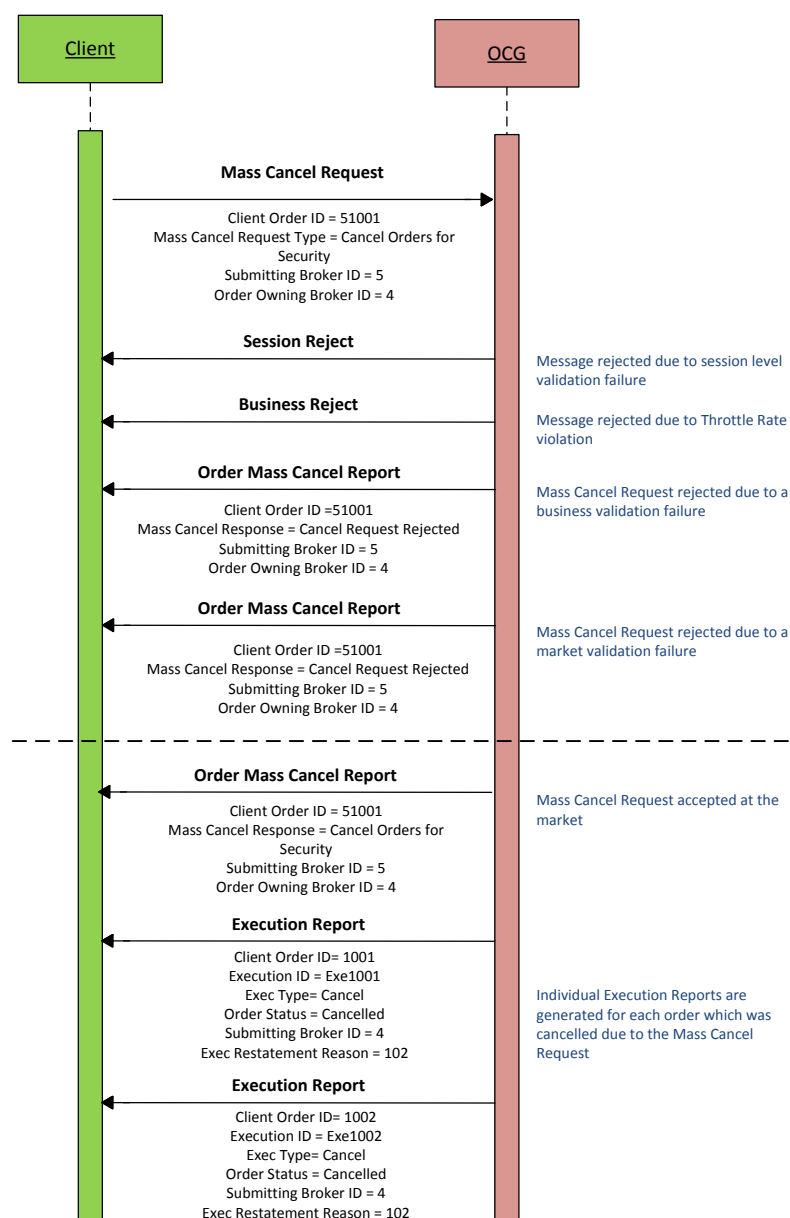 Client
OCG
Mass Cancel Request
Client Order ID = 51001
Mass Cancel Request Type = Cancel Orders for
Security
Submitting Broker ID = 5
Order Owning Broker ID = 4
Session Reject
Message rejected due to session level
validation failure
Business Reject
Message rejected due to Throttle Rate
violation
Order Mass Cancel Report
Mass Cancel Request rejected due to a
business validation failure
Client Order ID =51001
Mass Cancel Response = Cancel Request Rejected
Submitting Broker ID = 5
Order Owning Broker ID = 4
Order Mass Cancel Report
Mass Cancel Request rejected due to a
market validation failure
Client Order ID =51001
Mass Cancel Response = Cancel Request Rejected
Submitting Broker ID = 5
Order Owning Broker ID = 4
Order Mass Cancel Report
Mass Cancel Request accepted at the
market
Client Order ID = 51001
Mass Cancel Response = Cancel Orders for
Security
Submitting Broker ID = 5
Order Owning Broker ID = 4
Execution Report
Client Order ID= 1001
Execution ID = Exe1001
Exec Type= Cancel
Order Status = Cancelled
Submitting Broker ID = 4
Exec Restatement Reason = 102
Individual Execution Reports are
generated for each order which was
cancelled due to the Mass Cancel
Request
Execution Report
Client Order ID= 1002
Execution ID = Exe1002
Exec Type= Cancel
Order Status = Cancelled
Submitting Broker ID = 4
Exec Restatement Reason = 102